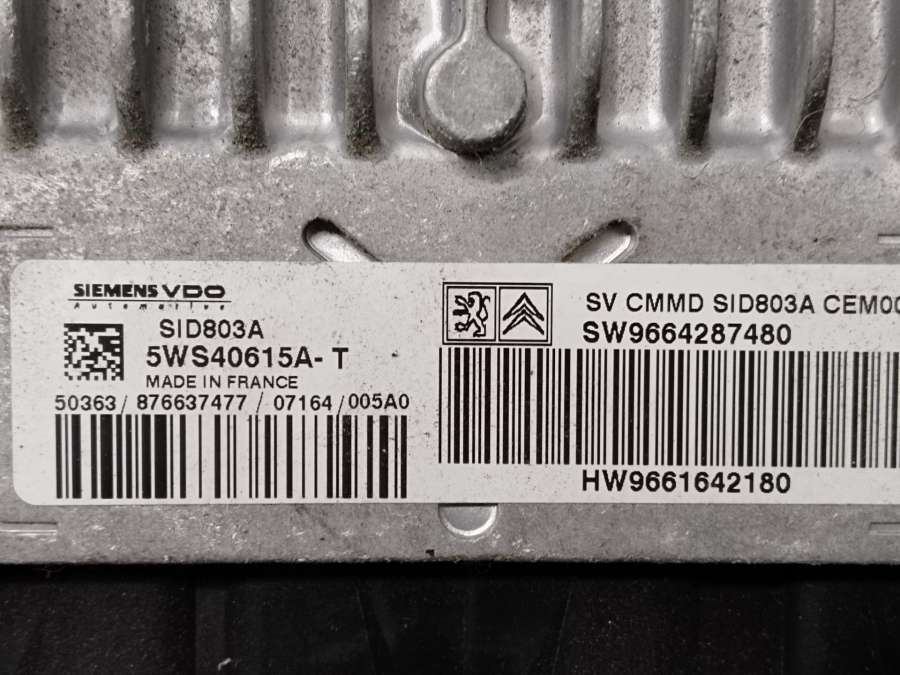 SIEMENS VDO
Automotive
SID803A
5WS40615A-T
MADE IN FRANCE
50363/ 876637477 / 07164 / 005A0
SV CMMD SID803A CEM00
SW9664287480
HW9661642180